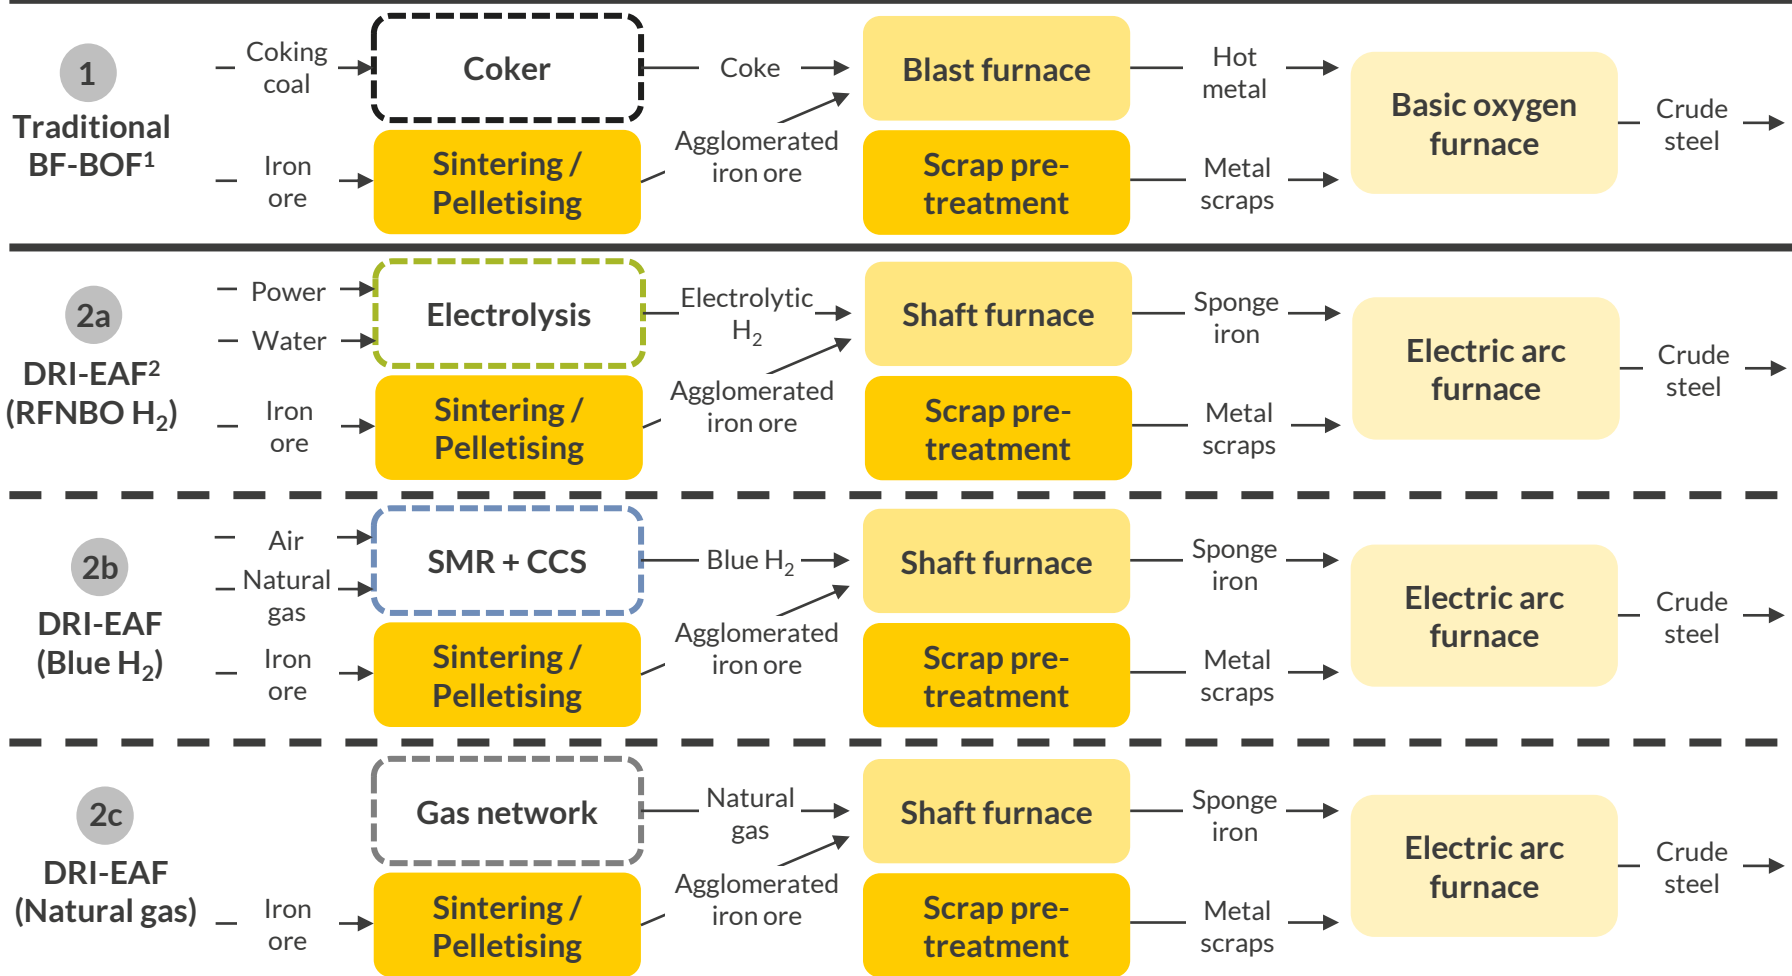 1
Traditional
BF-BOF¹
Coking
coal
Coker
Coke
Blast furnace
Hot
metal
Iron
ore
Sintering /
Pelletising
Agglomerated
iron ore
Scrap pre-
treatment
Metal
scraps
Basic oxygen
furnace
Crude
steel
2a
DRI-EAF²
(RFNBO H₂)
Power
Water
Electrolysis
Electrolytic
H₂
Shaft furnace
Sponge
iron
Iron
ore
Sintering /
Pelletising
Agglomerated
iron ore
Scrap pre-
treatment
Metal
scraps
Electric arc
furnace
Crude
steel
2b
DRI-EAF
(Blue H₂)
Air
Natural
gas
SMR + CCS
Blue H₂
Shaft furnace
Sponge
iron
Iron
ore
Sintering /
Pelletising
Agglomerated
iron ore
Scrap pre-
treatment
Metal
scraps
Electric arc
furnace
Crude
steel
2c
DRI-EAF
(Natural gas)
Gas network
Natural
gas
Shaft furnace
Sponge
iron
Iron
ore
Sintering /
Pelletising
Agglomerated
iron ore
Scrap pre-
treatment
Metal
scraps
Electric arc
furnace
Crude
steel